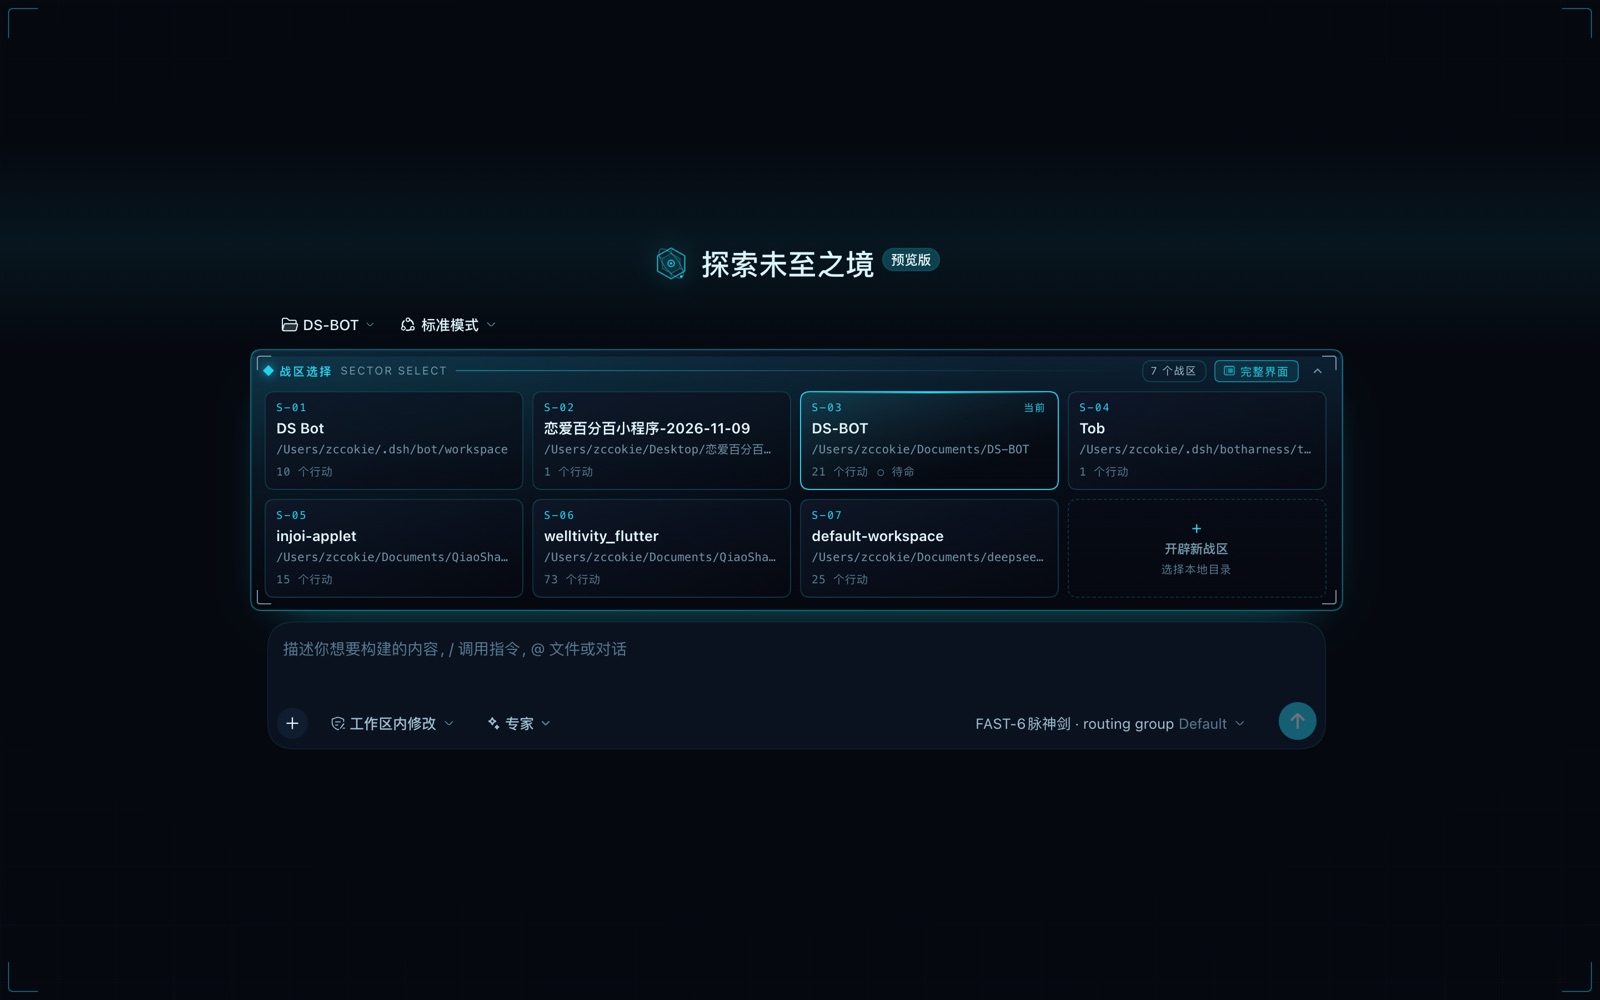 探索未至之境 预览版
DS-BOT 标准模式
战区选择 SECTOR SELECT 7 个战区 完整界面
S-01
DS Bot
/Users/zccokie/.dsh/bot/workspace
10 个行动
S-02
恋爱百分百小程序-2026-11-09
/Users/zccokie/Desktop/恋爱百分百…
1 个行动
S-03 当前
DS-BOT
/Users/zccokie/Documents/DS-BOT
21 个行动 ○ 待命
S-04
Tob
/Users/zccokie/.dsh/botharness/t…
1 个行动
S-05
injoi-applet
/Users/zccokie/Documents/QiaoSha…
15 个行动
S-06
welltivity_flutter
/Users/zccokie/Documents/QiaoSha…
73 个行动
S-07
default-workspace
/Users/zccokie/Documents/deepsee…
25 个行动
+
开辟新战区
选择本地目录
描述你想要构建的内容, / 调用指令, @ 文件或对话
工作区内修改 专家 FAST-6脉神剑 · routing group Default